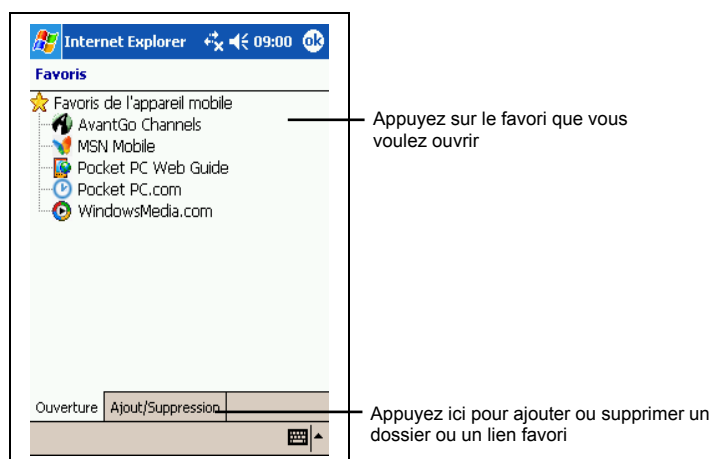 Internet Explorer 09:00 ok
Favoris
Favoris de l'appareil mobile
AvantGo Channels
MSN Mobile
Pocket PC Web Guide
Pocket PC.com
WindowsMedia.com
Appuyez sur le favori que vous
voulez ouvrir
Ouverture Ajout/Suppression
Appuyez ici pour ajouter ou supprimer un
dossier ou un lien favori